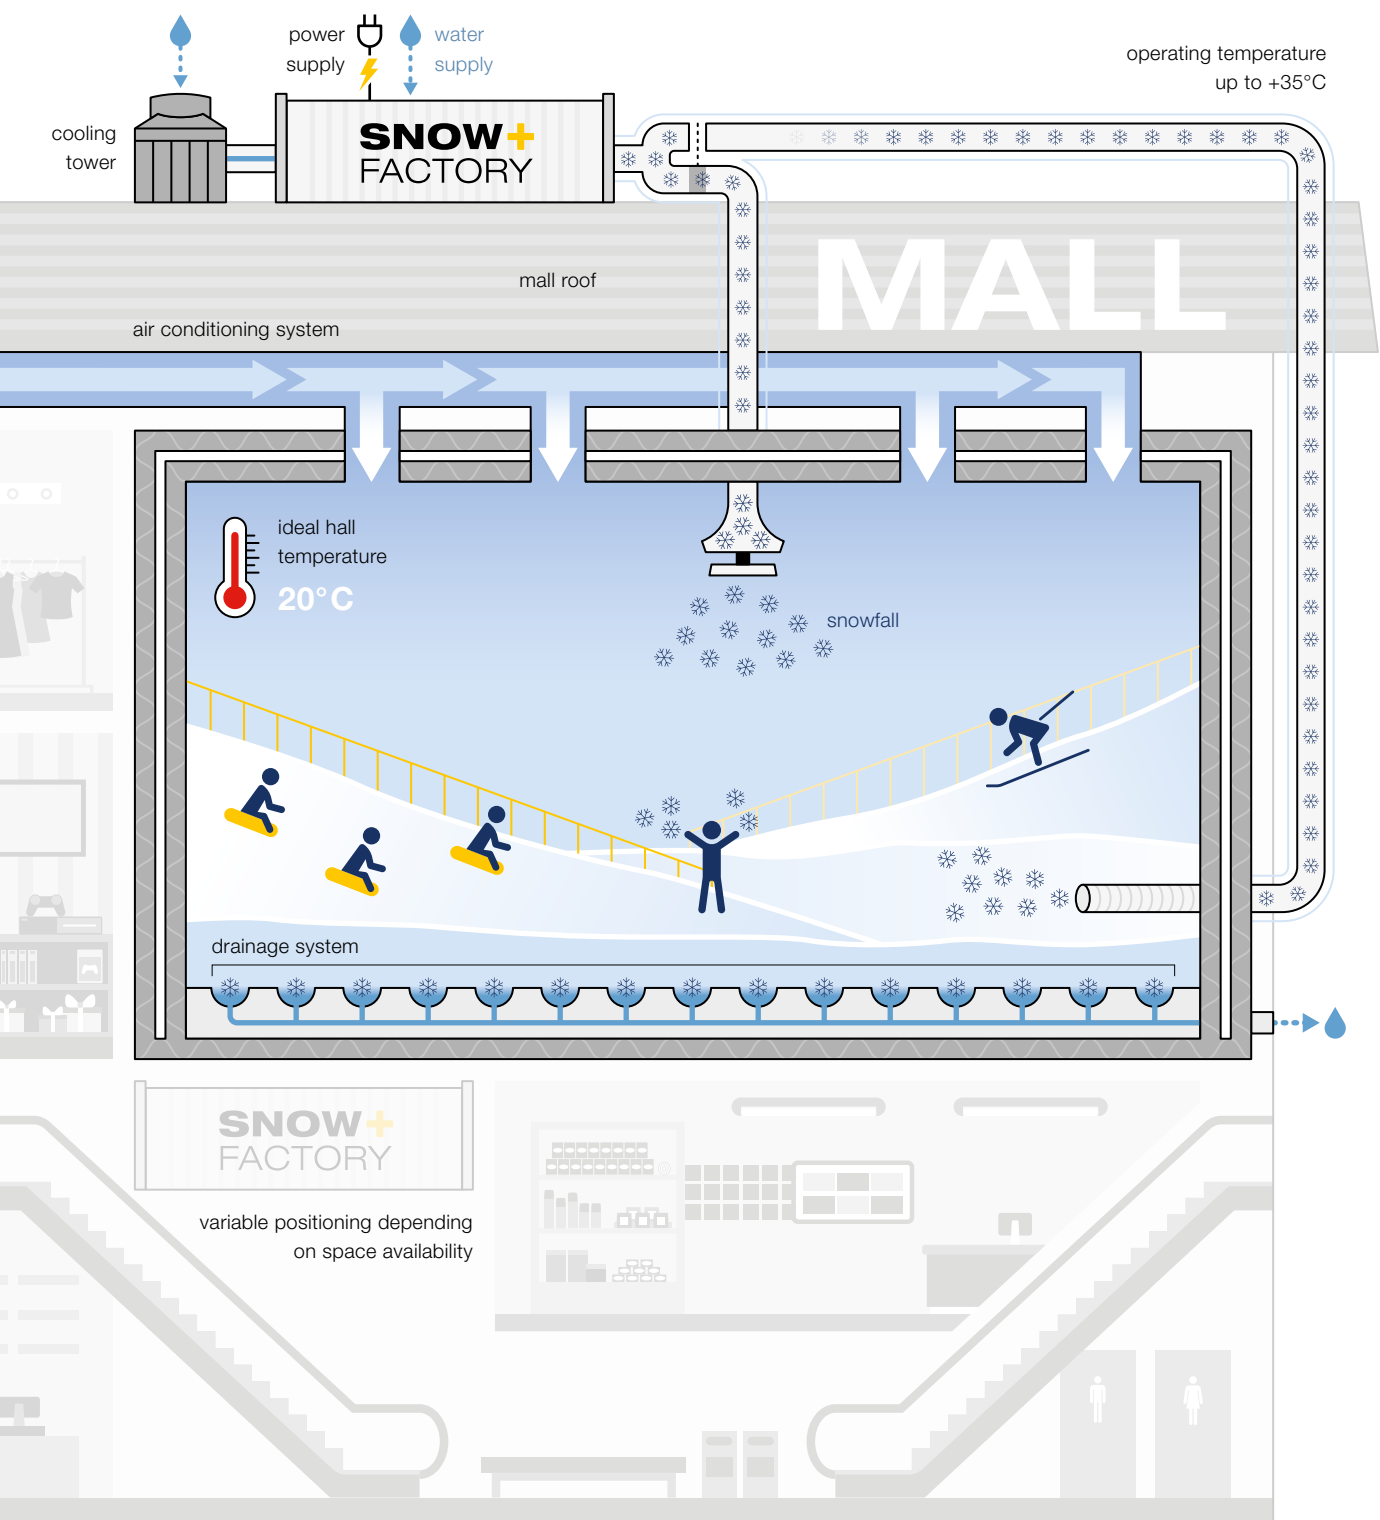 power
supply
water
supply
operating temperature
up to +35°C
cooling
tower
SNOW+
FACTORY
MALL
mall roof
air conditioning system
ideal hall
temperature
20°C
snowfall
drainage system
SNOW+
FACTORY
variable positioning depending
on space availability